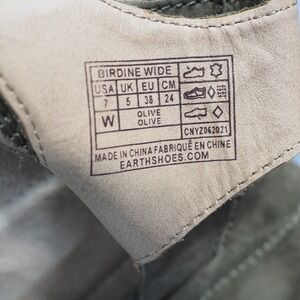 BIRDINE WIDE
USA UK EU CM
7 5 38 24
W OLIVE
OLIVE
CNYZ062021
MADE IN CHINA FABRIQUÉ EN CHINE
EARTHSHOES.COM